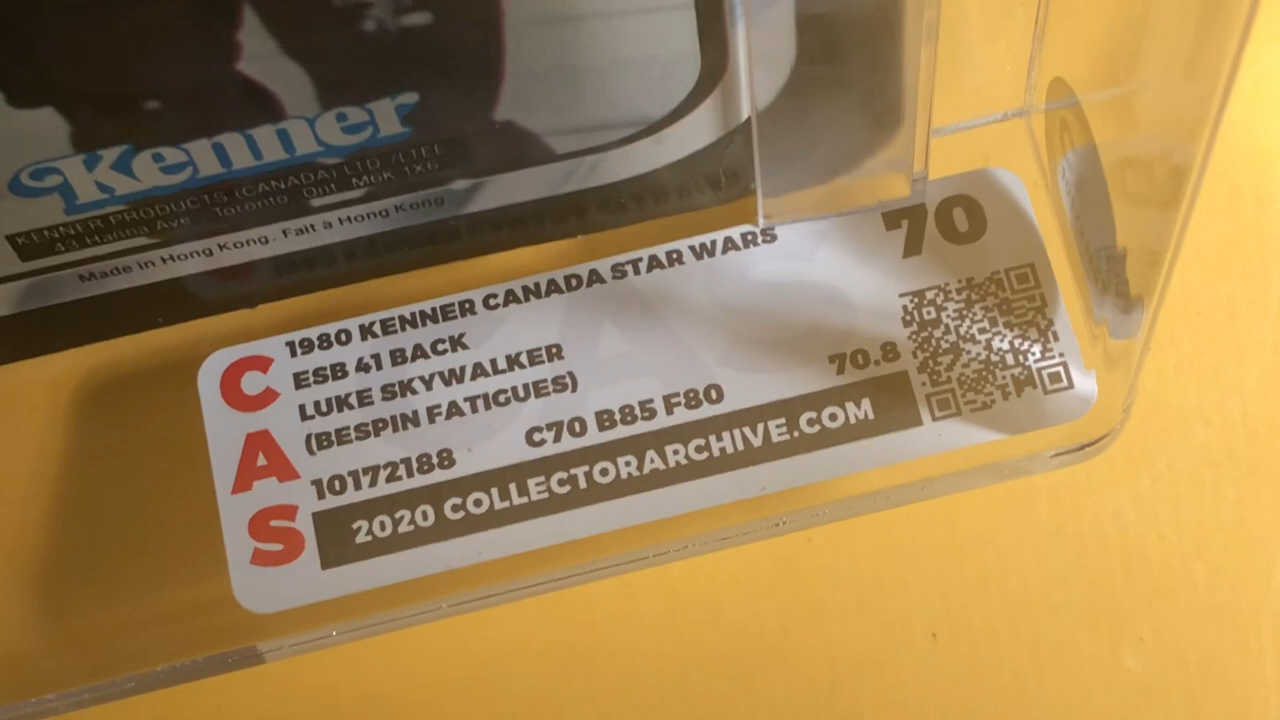 Kenner
KENNER PRODUCTS (CANADA) LTD./LTEE
43 Hanna Ave Toronto Ont. M6K 1X6
Made in Hong Kong. Fait à Hong Kong
1980 KENNER CANADA STAR WARS
70
ESB 41 BACK
LUKE SKYWALKER
(BESPIN FATIGUES)
70.8
10172188 C70 B85 F80
2020 COLLECTORARCHIVE.COM
CAS